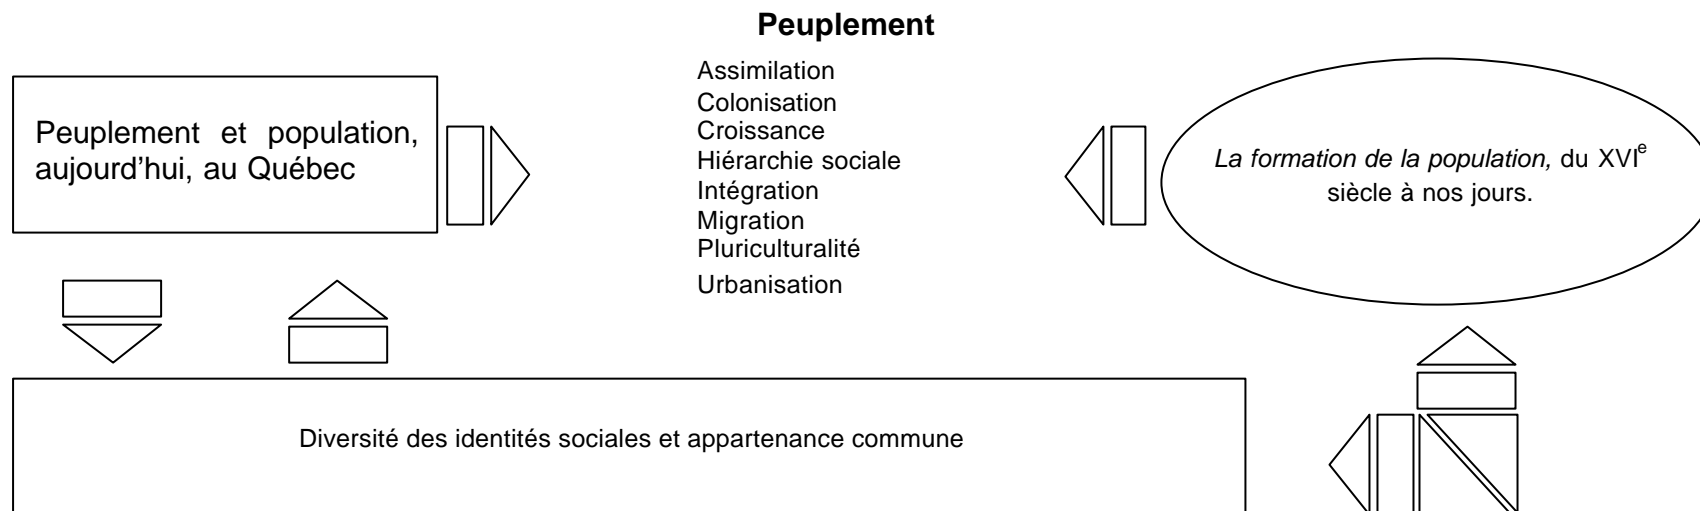 Peuplement
Peuplement et population,
aujourd'hui, au Québec
Assimilation
Colonisation
Croissance
Hiérarchie sociale
Intégration
Migration
Pluriculturalité
Urbanisation
La formation de la population, du XVIe
siècle à nos jours.
Diversité des identités sociales et appartenance commune